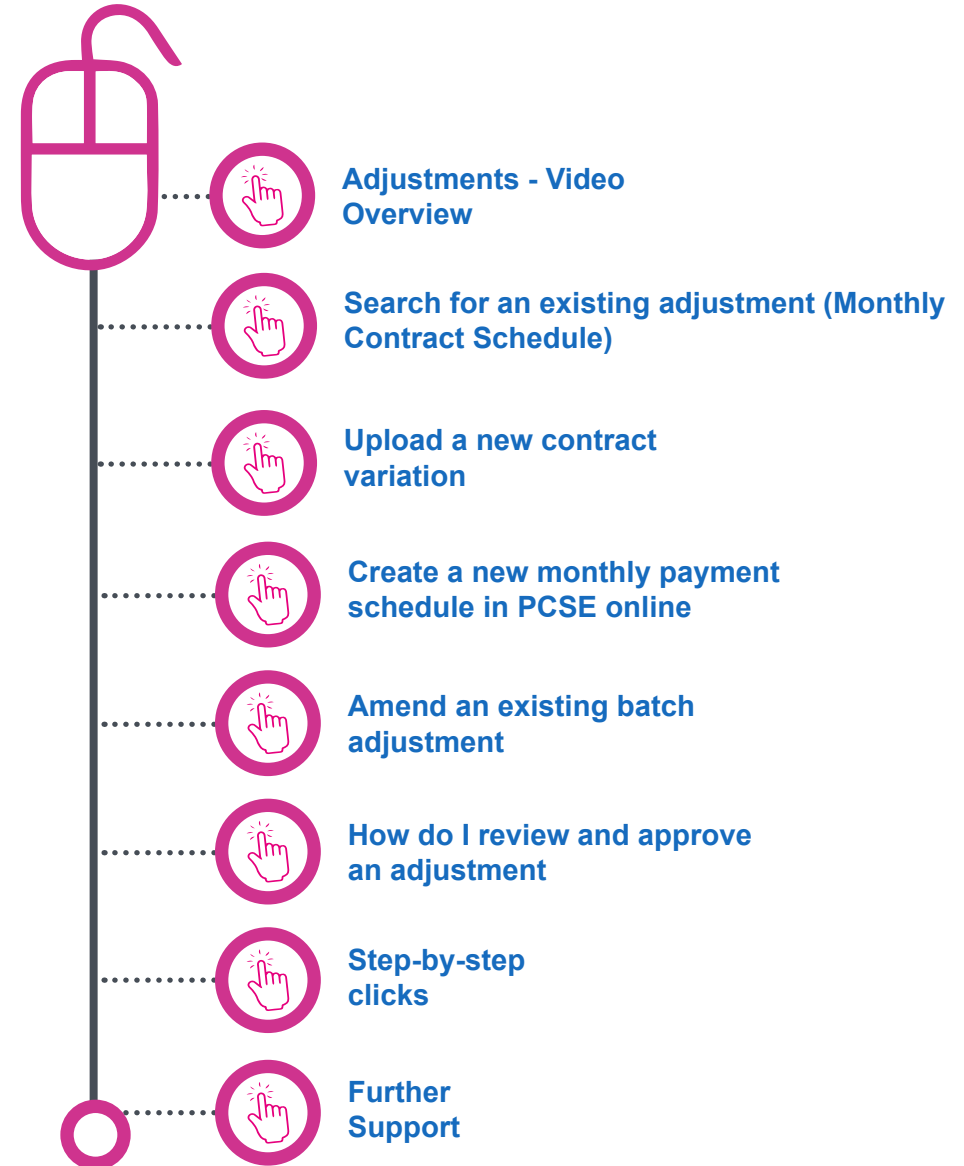 Adjustments - Video
Overview
Search for an existing adjustment (Monthly
Contract Schedule)
Upload a new contract
variation
Create a new monthly payment
schedule in PCSE online
Amend an existing batch
adjustment
How do I review and approve
an adjustment
Step-by-step
clicks
Further
Support